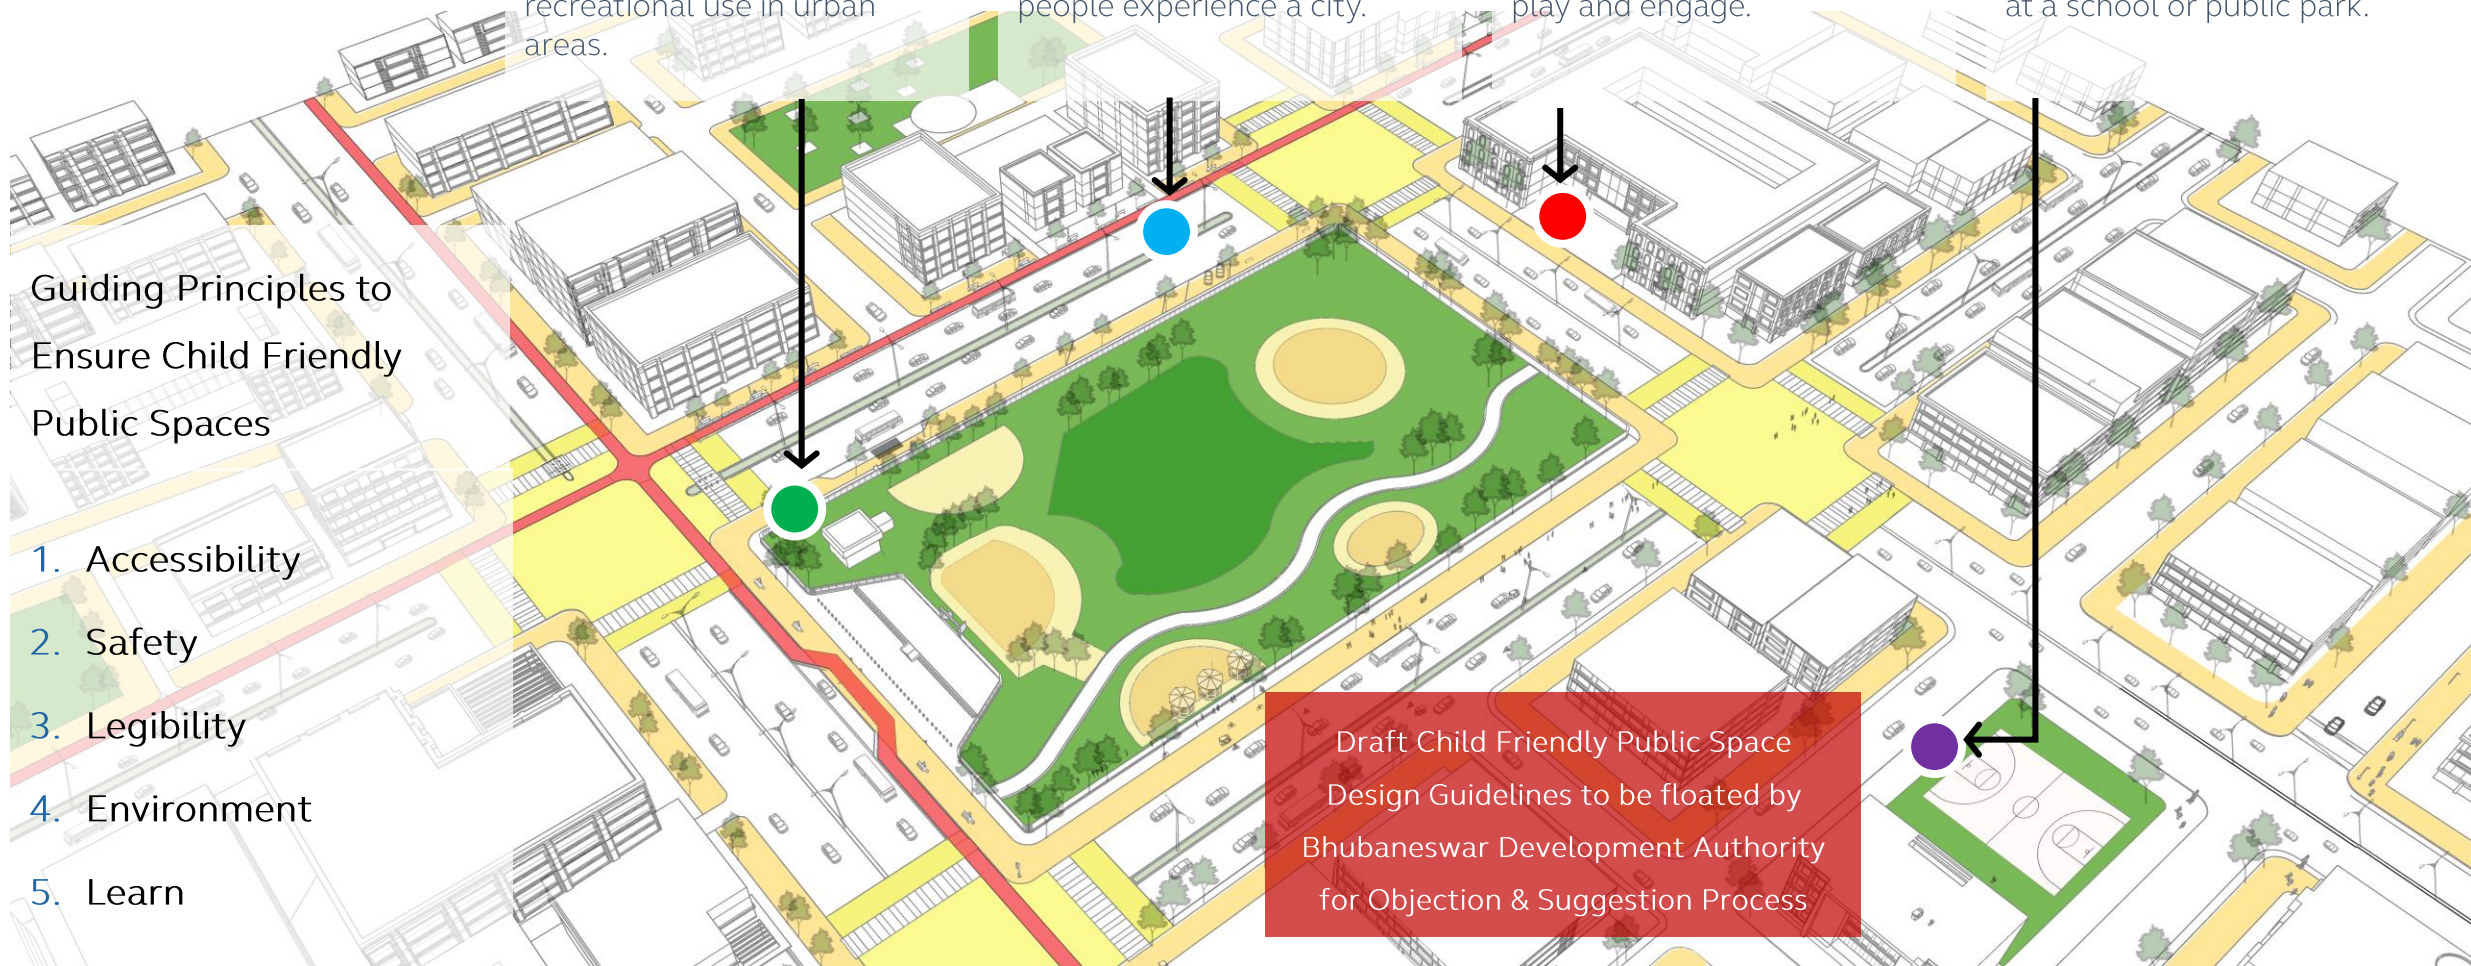 recreational use in urban
areas.
people experience a city.
play and engage.
at a school or public park.
Guiding Principles to
Ensure Child Friendly
Public Spaces
1. Accessibility
2. Safety
3. Legibility
4. Environment
5. Learn
Draft Child Friendly Public Space
Design Guidelines to be floated by
Bhubaneswar Development Authority
for Objection & Suggestion Process